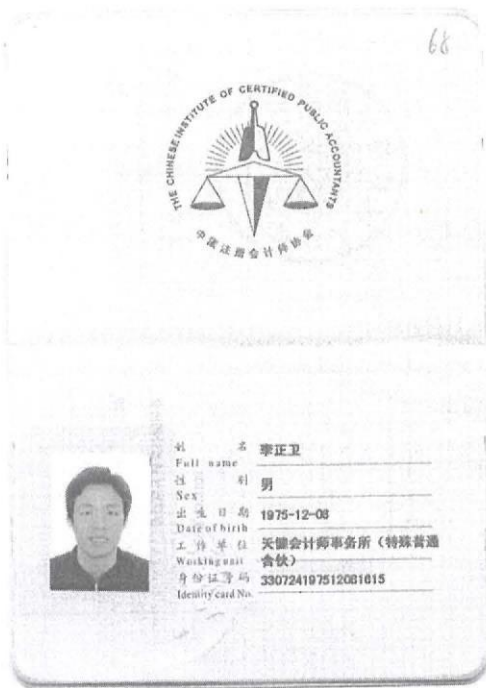 68
THE CHINESE INSTITUTE OF CERTIFIED PUBLIC ACCOUNTANTS
中国注册会计师协会
姓 名 李正卫
Full name
性 别 男
Sex
出生日期 1975-12-08
Date of birth
工作单位 天健会计师事务所（特殊普通
Working unit 合伙）
身份证号码 330724197512081615
Identity card No.